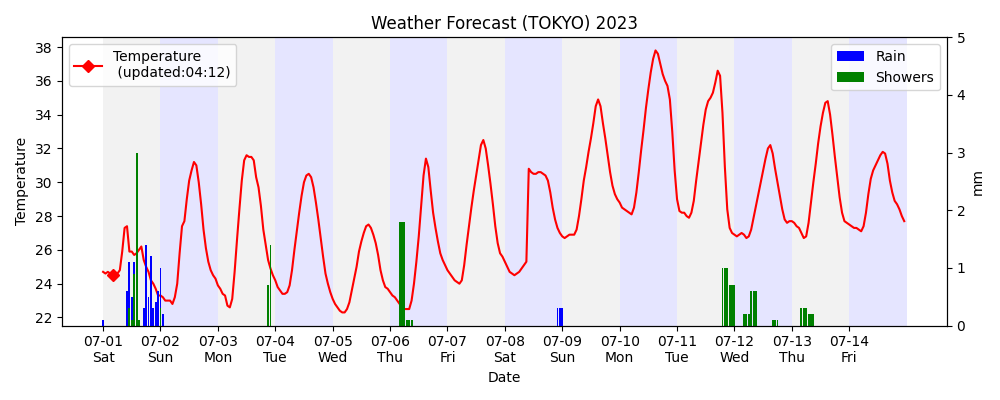 Weather Forecast (TOKYO) 2023
Temperature
(updated:04:12)
Rain
Showers
Temperature
38
36
34
32
30
28
26
24
22
5
4
3
2
1
0
mm
07-01 07-02 07-03 07-04 07-05 07-06 07-07 07-08 07-09 07-10 07-11 07-12 07-13 07-14
Sat Sun Mon Tue Wed Thu Fri Sat Sun Mon Tue Wed Thu Fri
Date